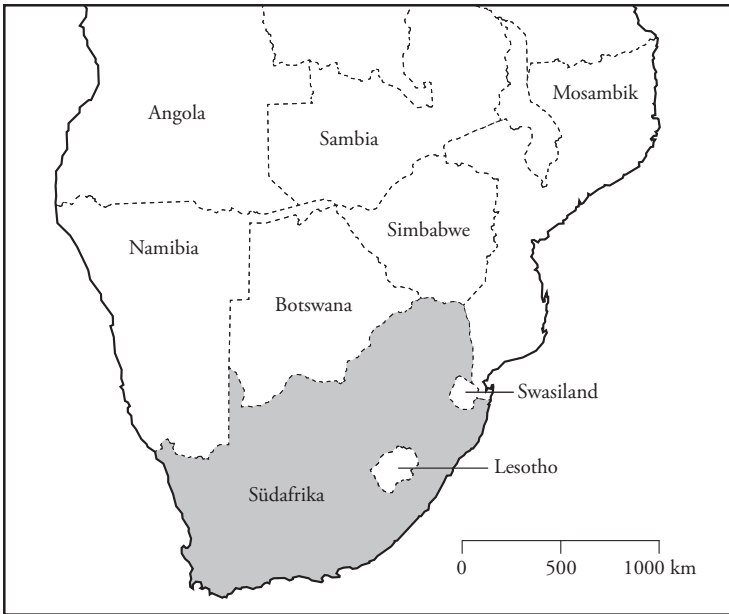 Mosambik
Angola
Sambia
Simbabwe
Namibia
Botswana
Swasiland
Lesotho
Südafrika
0 500 1000 km